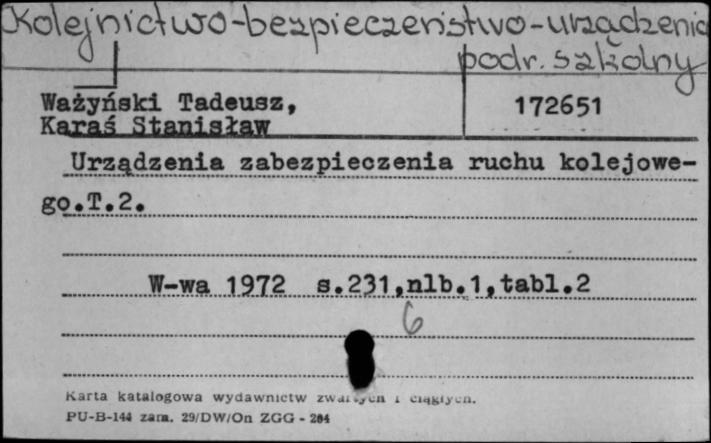 Kolejnictwo-bezpieczeństwo-urządzenia
podr. szkolny
Ważyński Tadeusz, 172651
Karaś Stanisław
Urządzenia zabezpieczenia ruchu kolejowe-
go.T.2.
W-wa 1972 s.231,nlb.1,tabl.2
6
Karta katalogowa wydawnictw zwartych i ciągłych.
PU-B-144 zam. 29/DW/On ZGG - 264